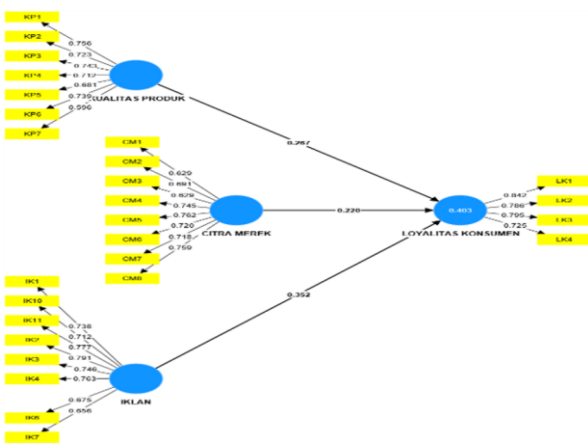 KP1
KP2
KP3
KP4
KP5
KP6
KP7
0.756
0.723
0.743
0.712
0.681
0.739
0.596
KUALITAS PRODUK
0.267
CM1
CM2
CM3
CM4
CM5
CM6
CM7
CM8
0.629
0.691
0.629
0.745
0.762
0.720
0.718
0.759
CITRA MEREK
0.220
LK1
LK2
LK3
LK4
0.842
0.786
0.795
0.725
0.403
LOYALITAS KONSUMEN
0.392
IK1
IK10
IK11
IK2
IK3
IK4
IK6
IK7
0.738
0.712
0.777
0.791
0.746
0.763
0.675
0.656
IKLAN